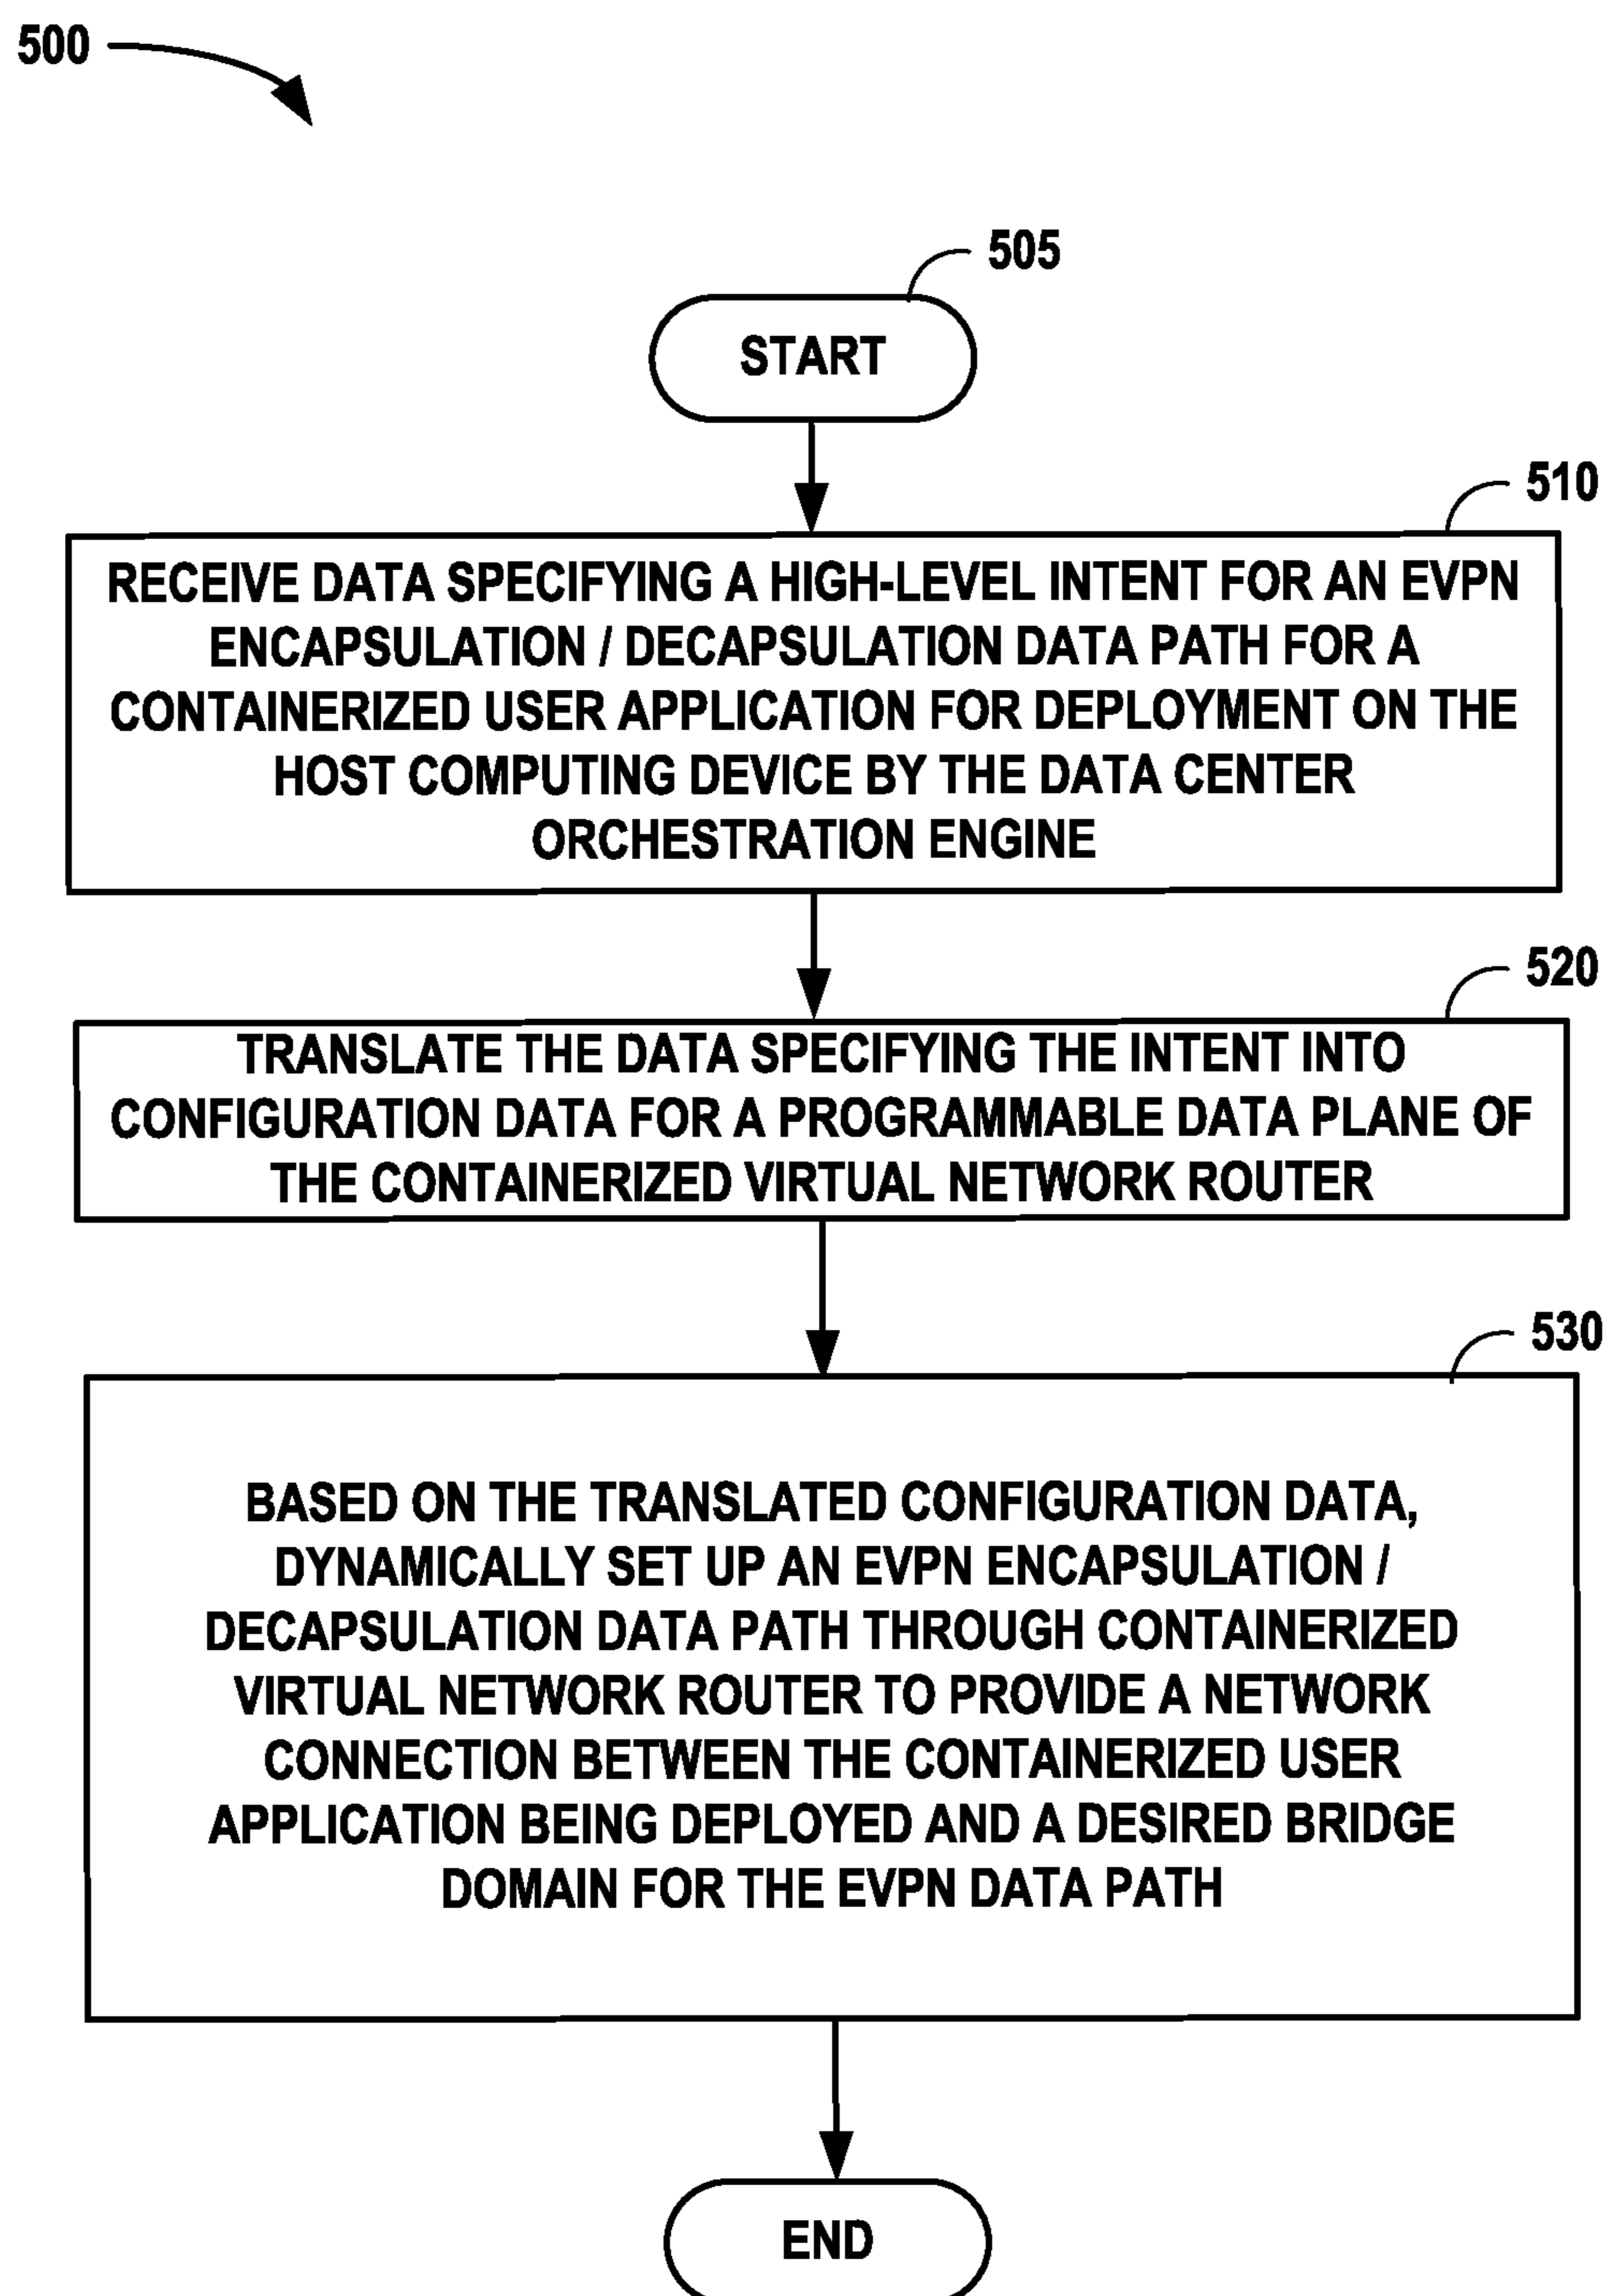 500
505
START
510
RECEIVE DATA SPECIFYING A HIGH-LEVEL INTENT FOR AN EVPN
ENCAPSULATION / DECAPSULATION DATA PATH FOR A
CONTAINERIZED USER APPLICATION FOR DEPLOYMENT ON THE
HOST COMPUTING DEVICE BY THE DATA CENTER
ORCHESTRATION ENGINE
520
TRANSLATE THE DATA SPECIFYING THE INTENT INTO
CONFIGURATION DATA FOR A PROGRAMMABLE DATA PLANE OF
THE CONTAINERIZED VIRTUAL NETWORK ROUTER
530
BASED ON THE TRANSLATED CONFIGURATION DATA,
DYNAMICALLY SET UP AN EVPN ENCAPSULATION /
DECAPSULATION DATA PATH THROUGH CONTAINERIZED
VIRTUAL NETWORK ROUTER TO PROVIDE A NETWORK
CONNECTION BETWEEN THE CONTAINERIZED USER
APPLICATION BEING DEPLOYED AND A DESIRED BRIDGE
DOMAIN FOR THE EVPN DATA PATH
END